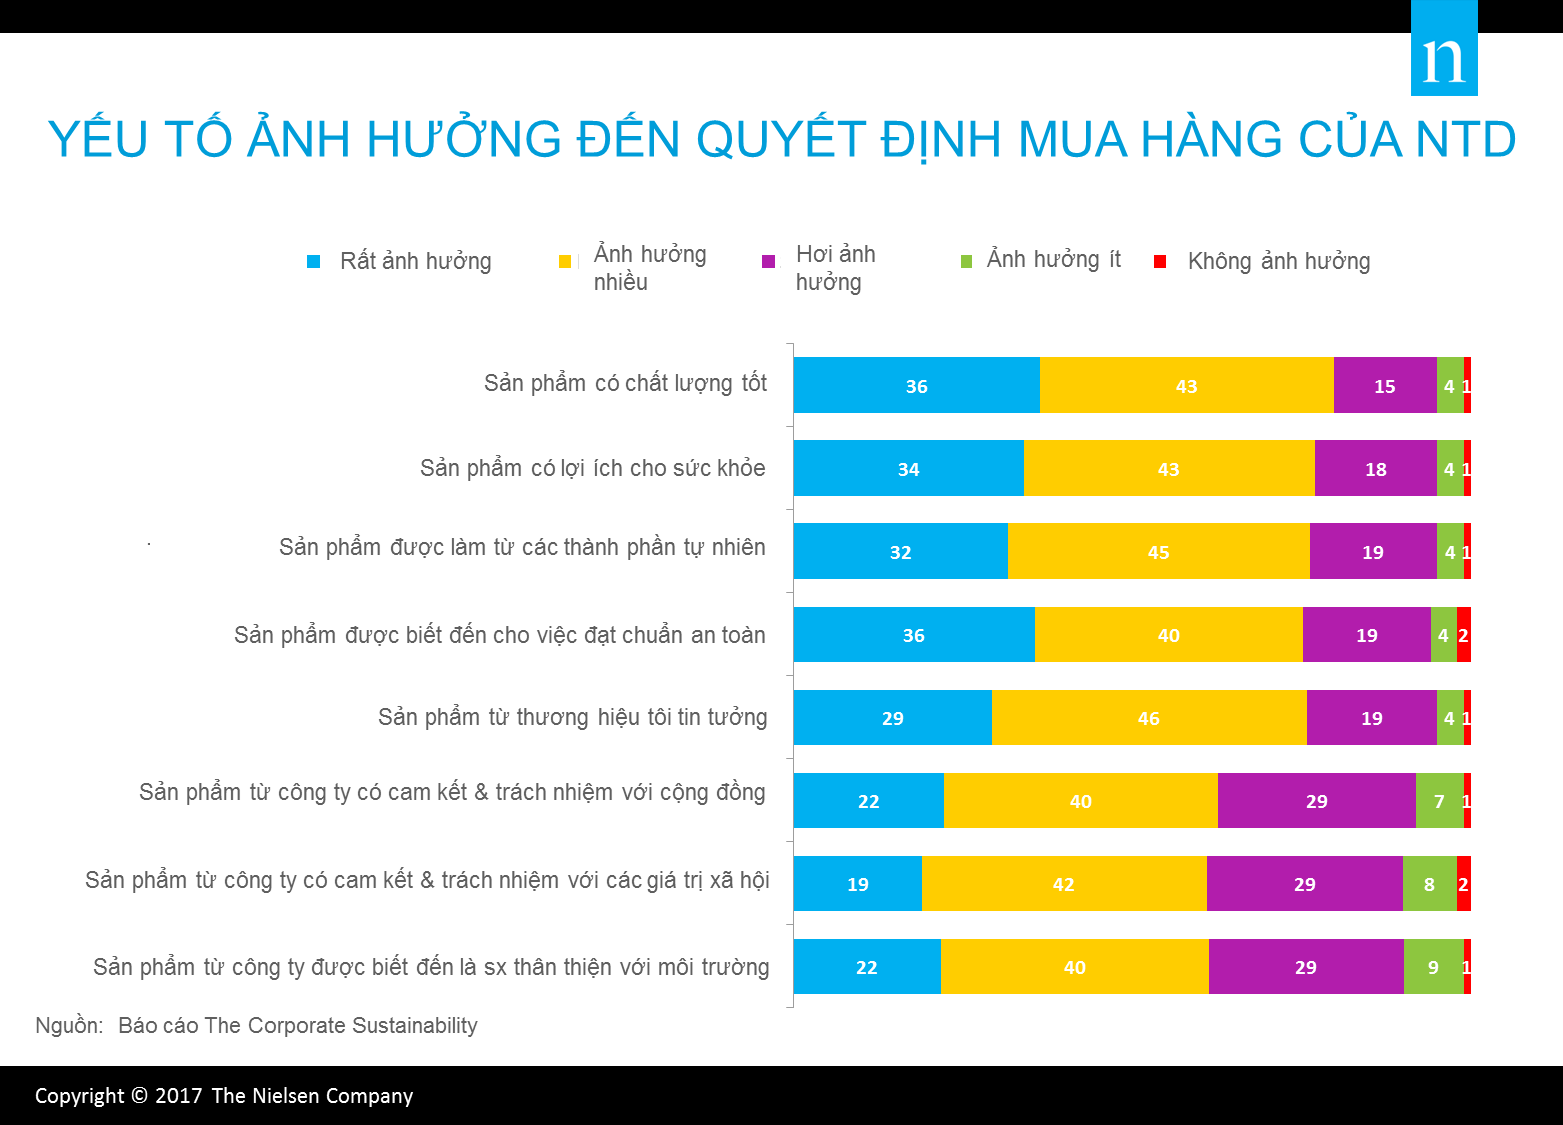 n
YẾU TỐ ẢNH HƯỞNG ĐẾN QUYẾT ĐỊNH MUA HÀNG CỦA NTD
Rất ảnh hưởng
Ảnh hưởng
nhiều
Hơi ảnh
hưởng
Ảnh hưởng ít
Không ảnh hưởng
Sản phẩm có chất lượng tốt 36 43 15 4 1
Sản phẩm có lợi ích cho sức khỏe 34 43 18 4 1
Sản phẩm được làm từ các thành phần tự nhiên 32 45 19 4 1
Sản phẩm được biết đến cho việc đạt chuẩn an toàn 36 40 19 4 2
Sản phẩm từ thương hiệu tôi tin tưởng 29 46 19 4 1
Sản phẩm từ công ty có cam kết & trách nhiệm với cộng đồng 22 40 29 7 1
Sản phẩm từ công ty có cam kết & trách nhiệm với các giá trị xã hội 19 42 29 8 2
Sản phẩm từ công ty được biết đến là sx thân thiện với môi trường 22 40 29 9 1
Nguồn: Báo cáo The Corporate Sustainability
Copyright © 2017 The Nielsen Company